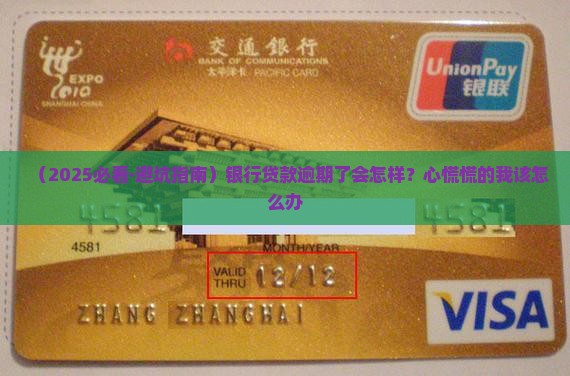 EXPO
2010
SHANGHAI CHINA
交通銀行
BANK OF COMMUNICATIONS
太平洋卡 PACIFIC CARD
UnionPay
银联
（2025必看 避坑指南）银行贷款逾期了会怎样？心慌慌的我该怎
么办
4581
4581
MONTH/YEAR
VALID
THRU
12/12
ZHANG ZHANGHAI
VISA